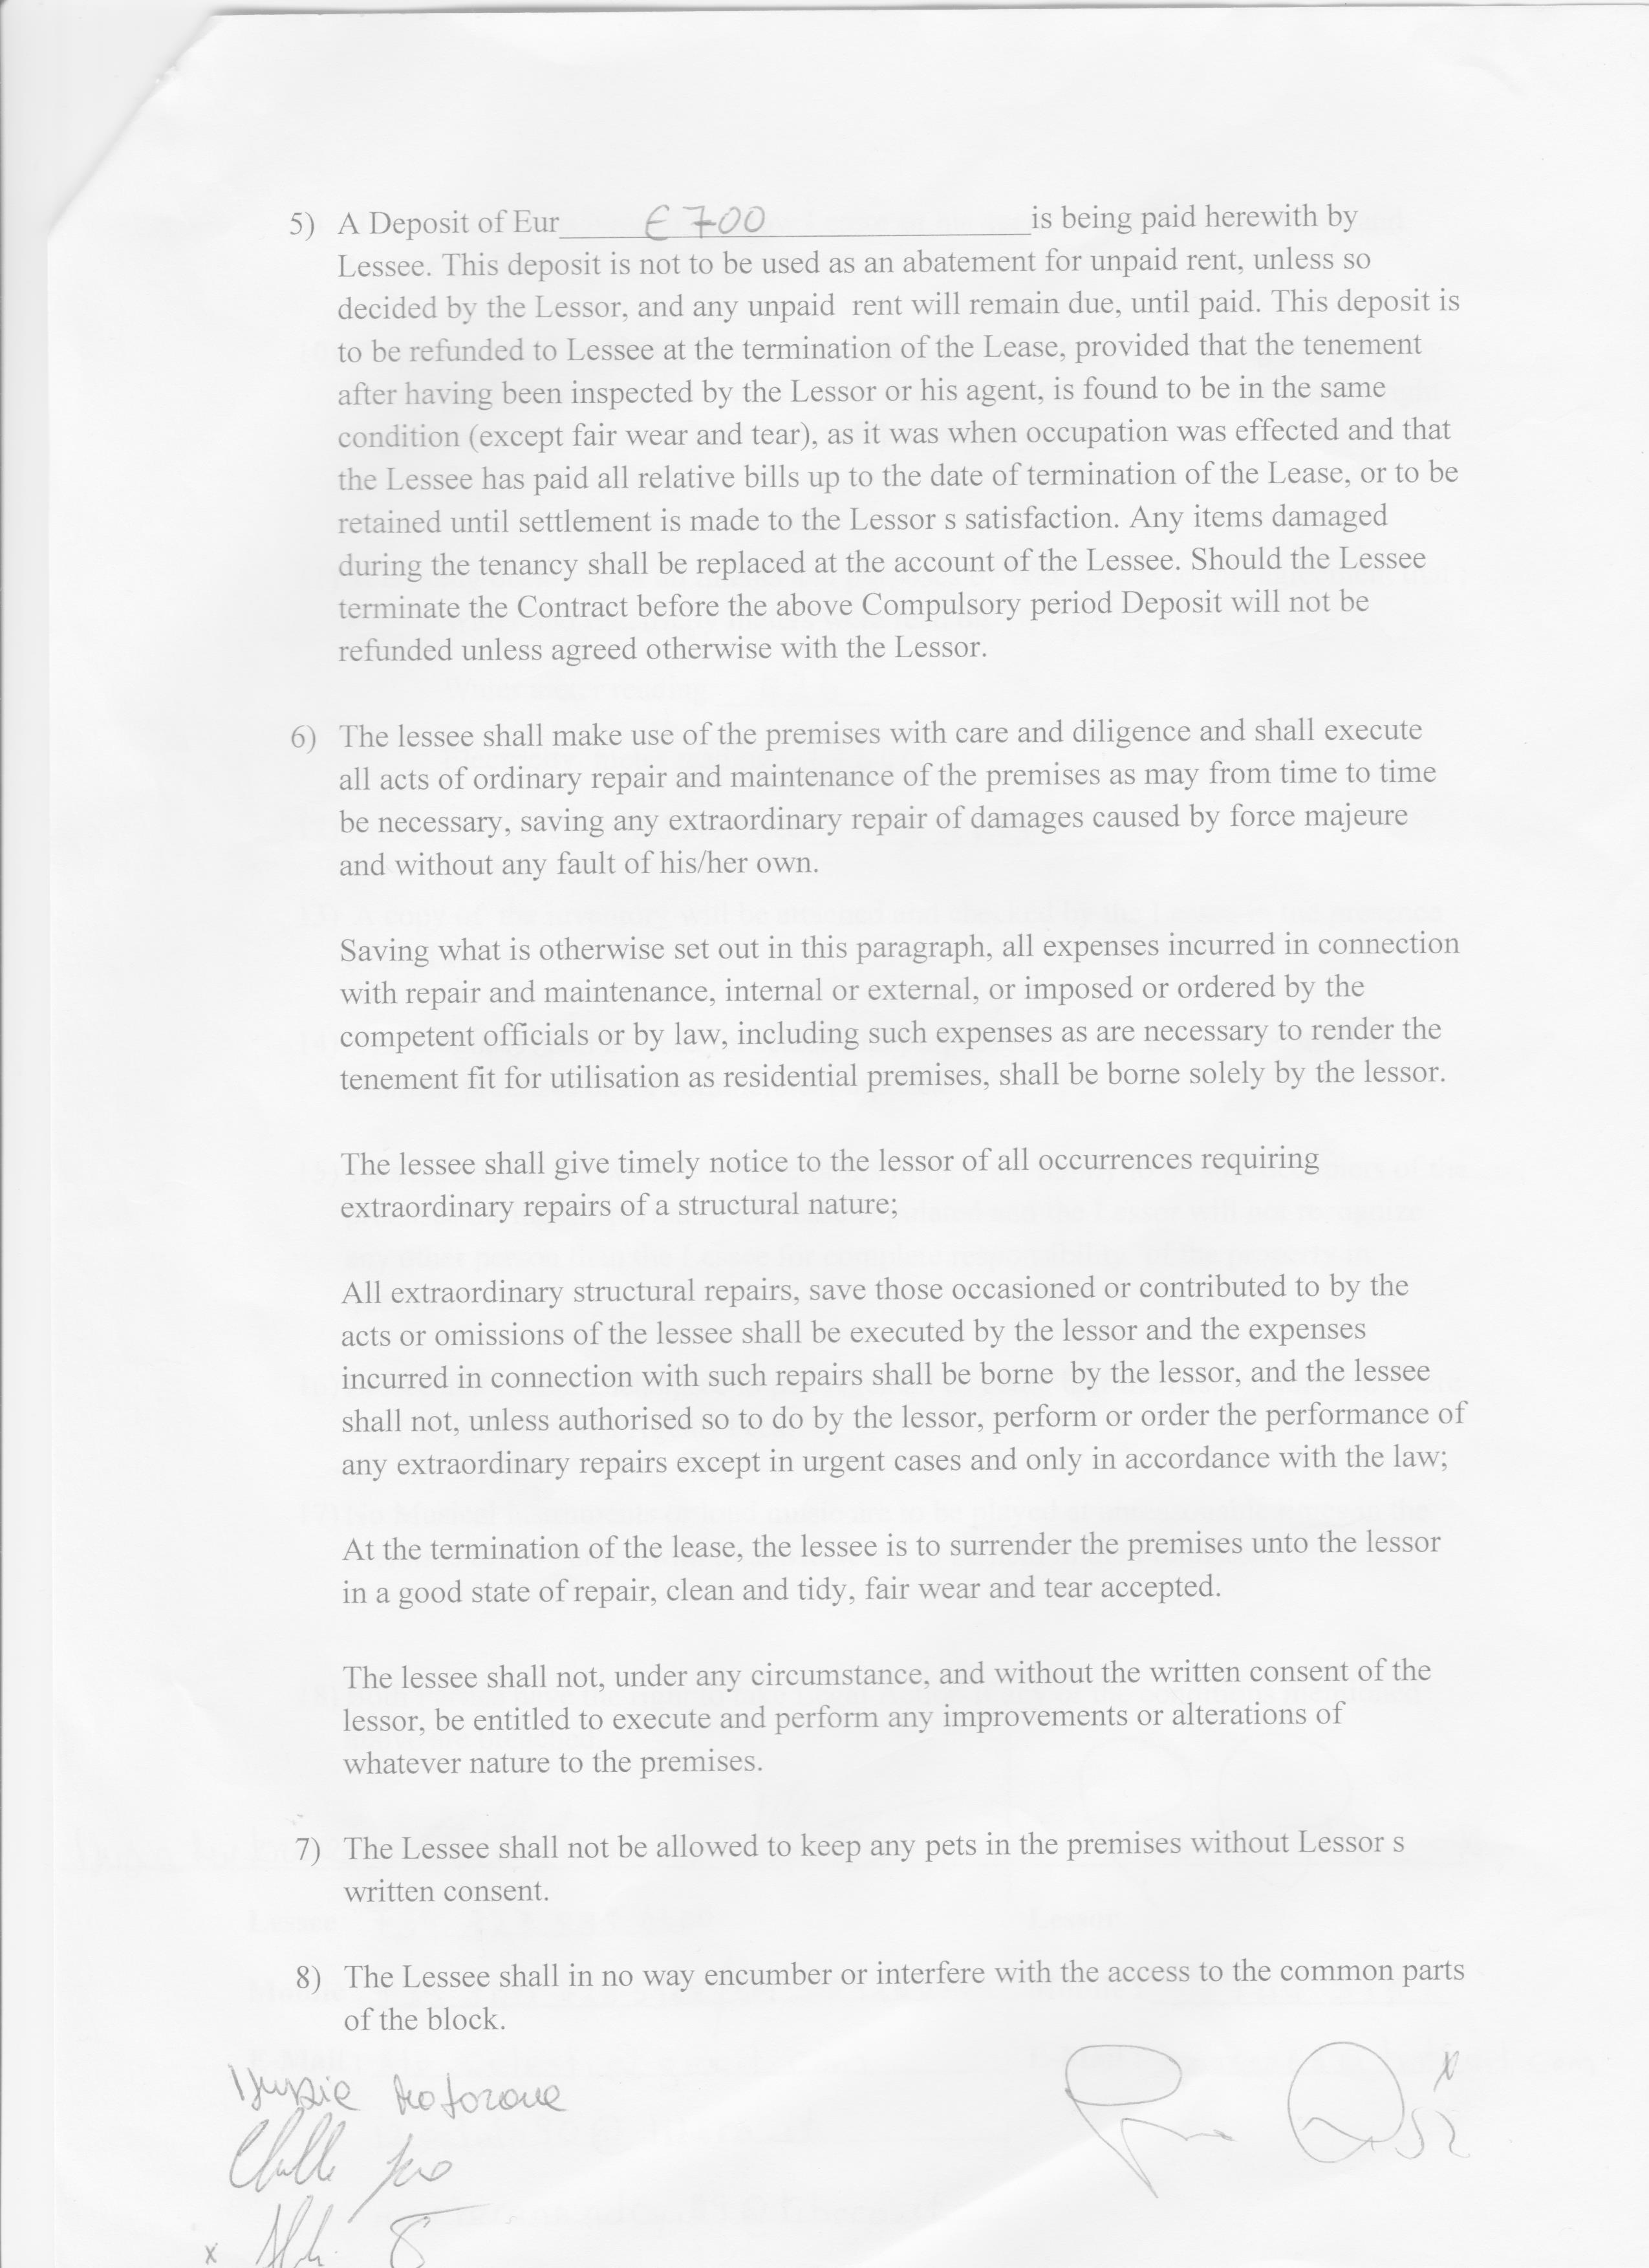 5) A Deposit of Eur € 700 is being paid herewith by
Lessee. This deposit is not to be used as an abatement for unpaid rent, unless so
decided by the Lessor, and any unpaid rent will remain due, until paid. This deposit is
to be refunded to Lessee at the termination of the Lease, provided that the tenement
after having been inspected by the Lessor or his agent, is found to be in the same
condition (except fair wear and tear), as it was when occupation was effected and that
the Lessee has paid all relative bills up to the date of termination of the Lease, or to be
retained until settlement is made to the Lessor s satisfaction. Any items damaged
during the tenancy shall be replaced at the account of the Lessee. Should the Lessee
terminate the Contract before the above Compulsory period Deposit will not be
refunded unless agreed otherwise with the Lessor.
6) The lessee shall make use of the premises with care and diligence and shall execute
all acts of ordinary repair and maintenance of the premises as may from time to time
be necessary, saving any extraordinary repair of damages caused by force majeure
and without any fault of his/her own.
Saving what is otherwise set out in this paragraph, all expenses incurred in connection
with repair and maintenance, internal or external, or imposed or ordered by the
competent officials or by law, including such expenses as are necessary to render the
tenement fit for utilisation as residential premises, shall be borne solely by the lessor.
The lessee shall give timely notice to the lessor of all occurrences requiring
extraordinary repairs of a structural nature;
All extraordinary structural repairs, save those occasioned or contributed to by the
acts or omissions of the lessee shall be executed by the lessor and the expenses
incurred in connection with such repairs shall be borne by the lessor, and the lessee
shall not, unless authorised so to do by the lessor, perform or order the performance of
any extraordinary repairs except in urgent cases and only in accordance with the law;
At the termination of the lease, the lessee is to surrender the premises unto the lessor
in a good state of repair, clean and tidy, fair wear and tear accepted.
The lessee shall not, under any circumstance, and without the written consent of the
lessor, be entitled to execute and perform any improvements or alterations of
whatever nature to the premises.
7) The Lessee shall not be allowed to keep any pets in the premises without Lessor s
written consent.
8) The Lessee shall in no way encumber or interfere with the access to the common parts
of the block.
x
x